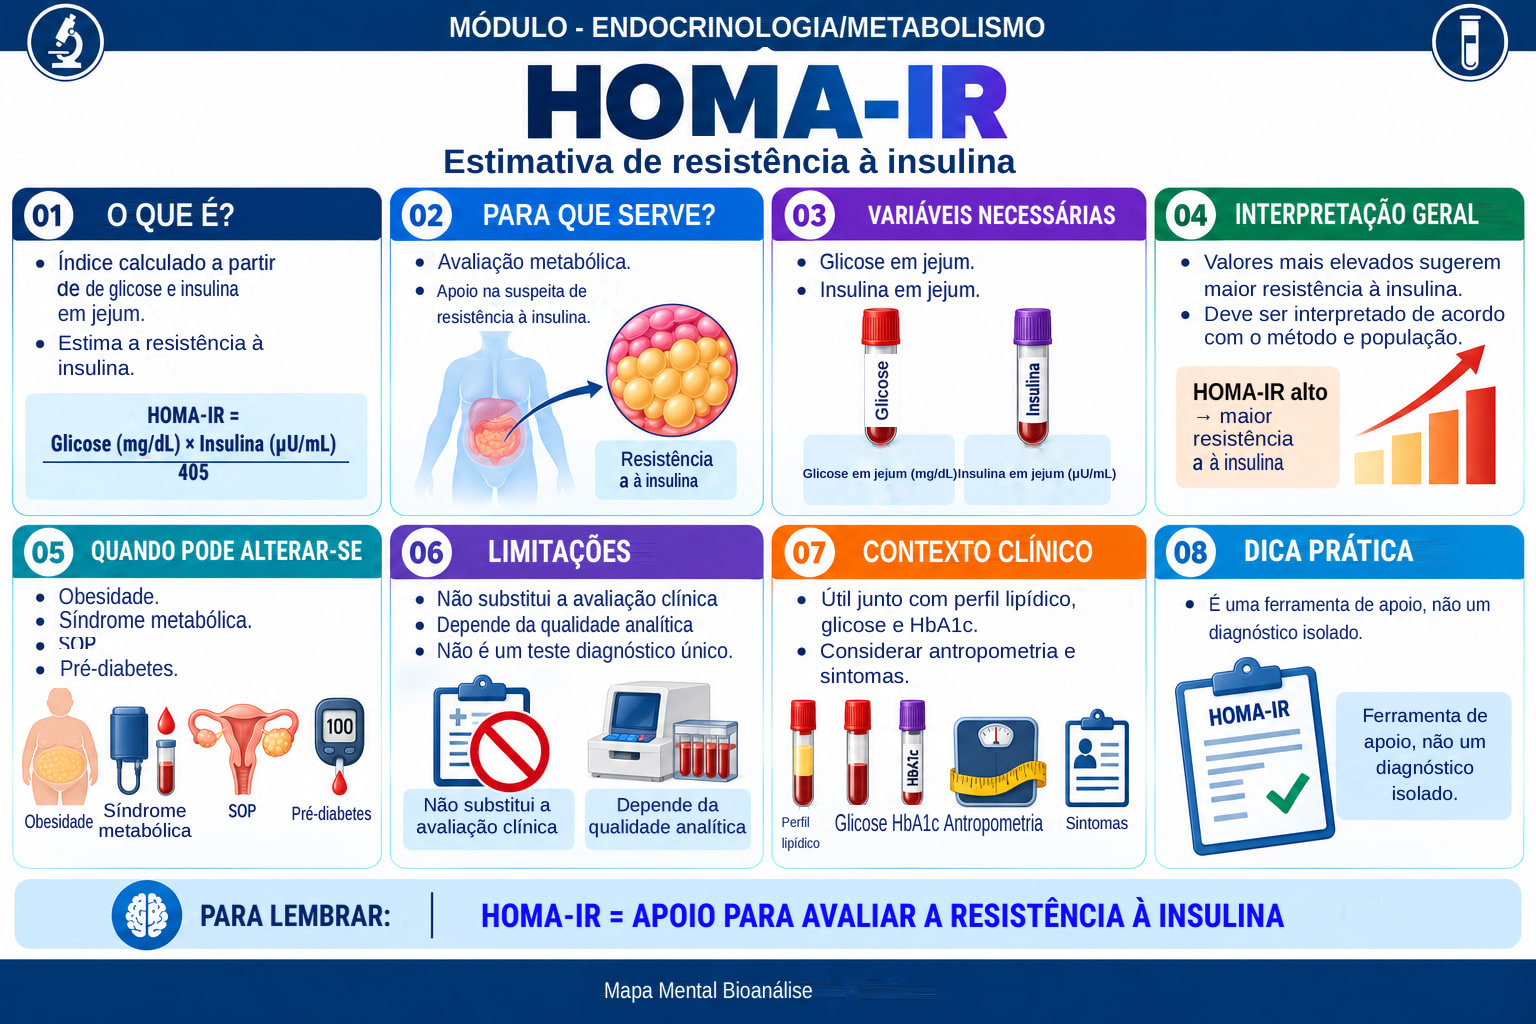 MÓDULO - ENDOCRINOLOGIA/METABOLISMO
HOMA-IR
Estimativa de resistência à insulina
01 O QUE É?
• Índice calculado a partir
de de glicose e insulina
em jejum.
• Estima a resistência à
insulina.
HOMA-IR =
Glicose (mg/dL) × Insulina (µU/mL)
405
02 PARA QUE SERVE?
• Avaliação metabólica.
• Apoio na suspeita de
resistência à insulina.
Resistência
a à insulina
03 VARIÁVEIS NECESSÁRIAS
• Glicose em jejum.
• Insulina em jejum.
Glicose
Insulina
Glicose em jejum (mg/dL)
Insulina em jejum (µU/mL)
04 INTERPRETAÇÃO GERAL
• Valores mais elevados sugerem
maior resistência à insulina.
• Deve ser interpretado de acordo
com o método e população.
HOMA-IR alto
→ maior
resistência
a à insulina
05 QUANDO PODE ALTERAR-SE
• Obesidade.
• Síndrome metabólica.
• SOP
• Pré-diabetes.
100
Obesidade
Síndrome
metabólica
SOP
Pré-diabetes
06 LIMITAÇÕES
• Não substitui a avaliação clínica
• Depende da qualidade analítica
• Não é um teste diagnóstico único.
Não substitui a
avaliação clínica
Depende da
qualidade analítica
07 CONTEXTO CLÍNICO
• Útil junto com perfil lipídico,
glicose e HbA1c.
• Considerar antropometria e
sintomas.
HbA1c
Perfil
lipídico
Glicose
HbA1c
Antropometria
Sintomas
08 DICA PRÁTICA
• É uma ferramenta de apoio, não um
diagnóstico isolado.
HOMA-IR
Ferramenta de
apoio, não um
diagnóstico
isolado.
PARA LEMBRAR:
HOMA-IR = APOIO PARA AVALIAR A RESISTÊNCIA À INSULINA
Mapa Mental Bioanálise